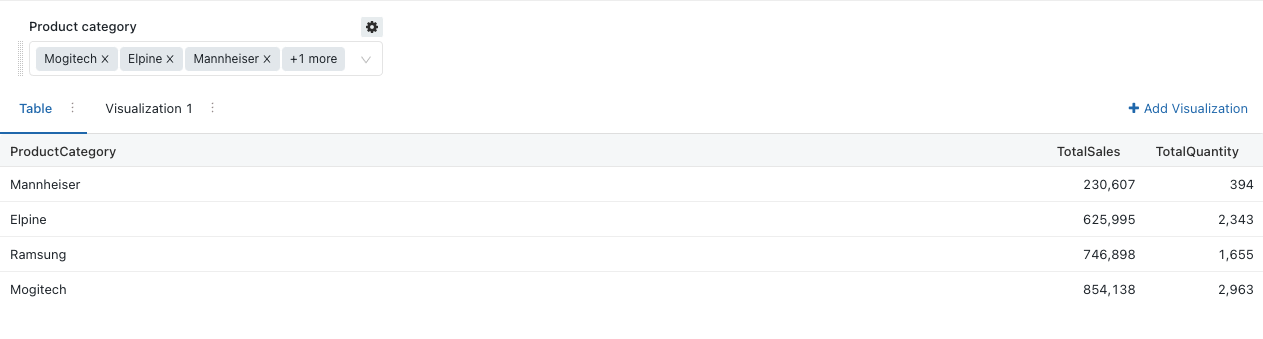 Product category
Mogitech × Elpine × Mannheiser × +1 more
Table Visualization 1 + Add Visualization
ProductCategory TotalSales TotalQuantity
Mannheiser 230,607 394
Elpine 625,995 2,343
Ramsung 746,898 1,655
Mogitech 854,138 2,963